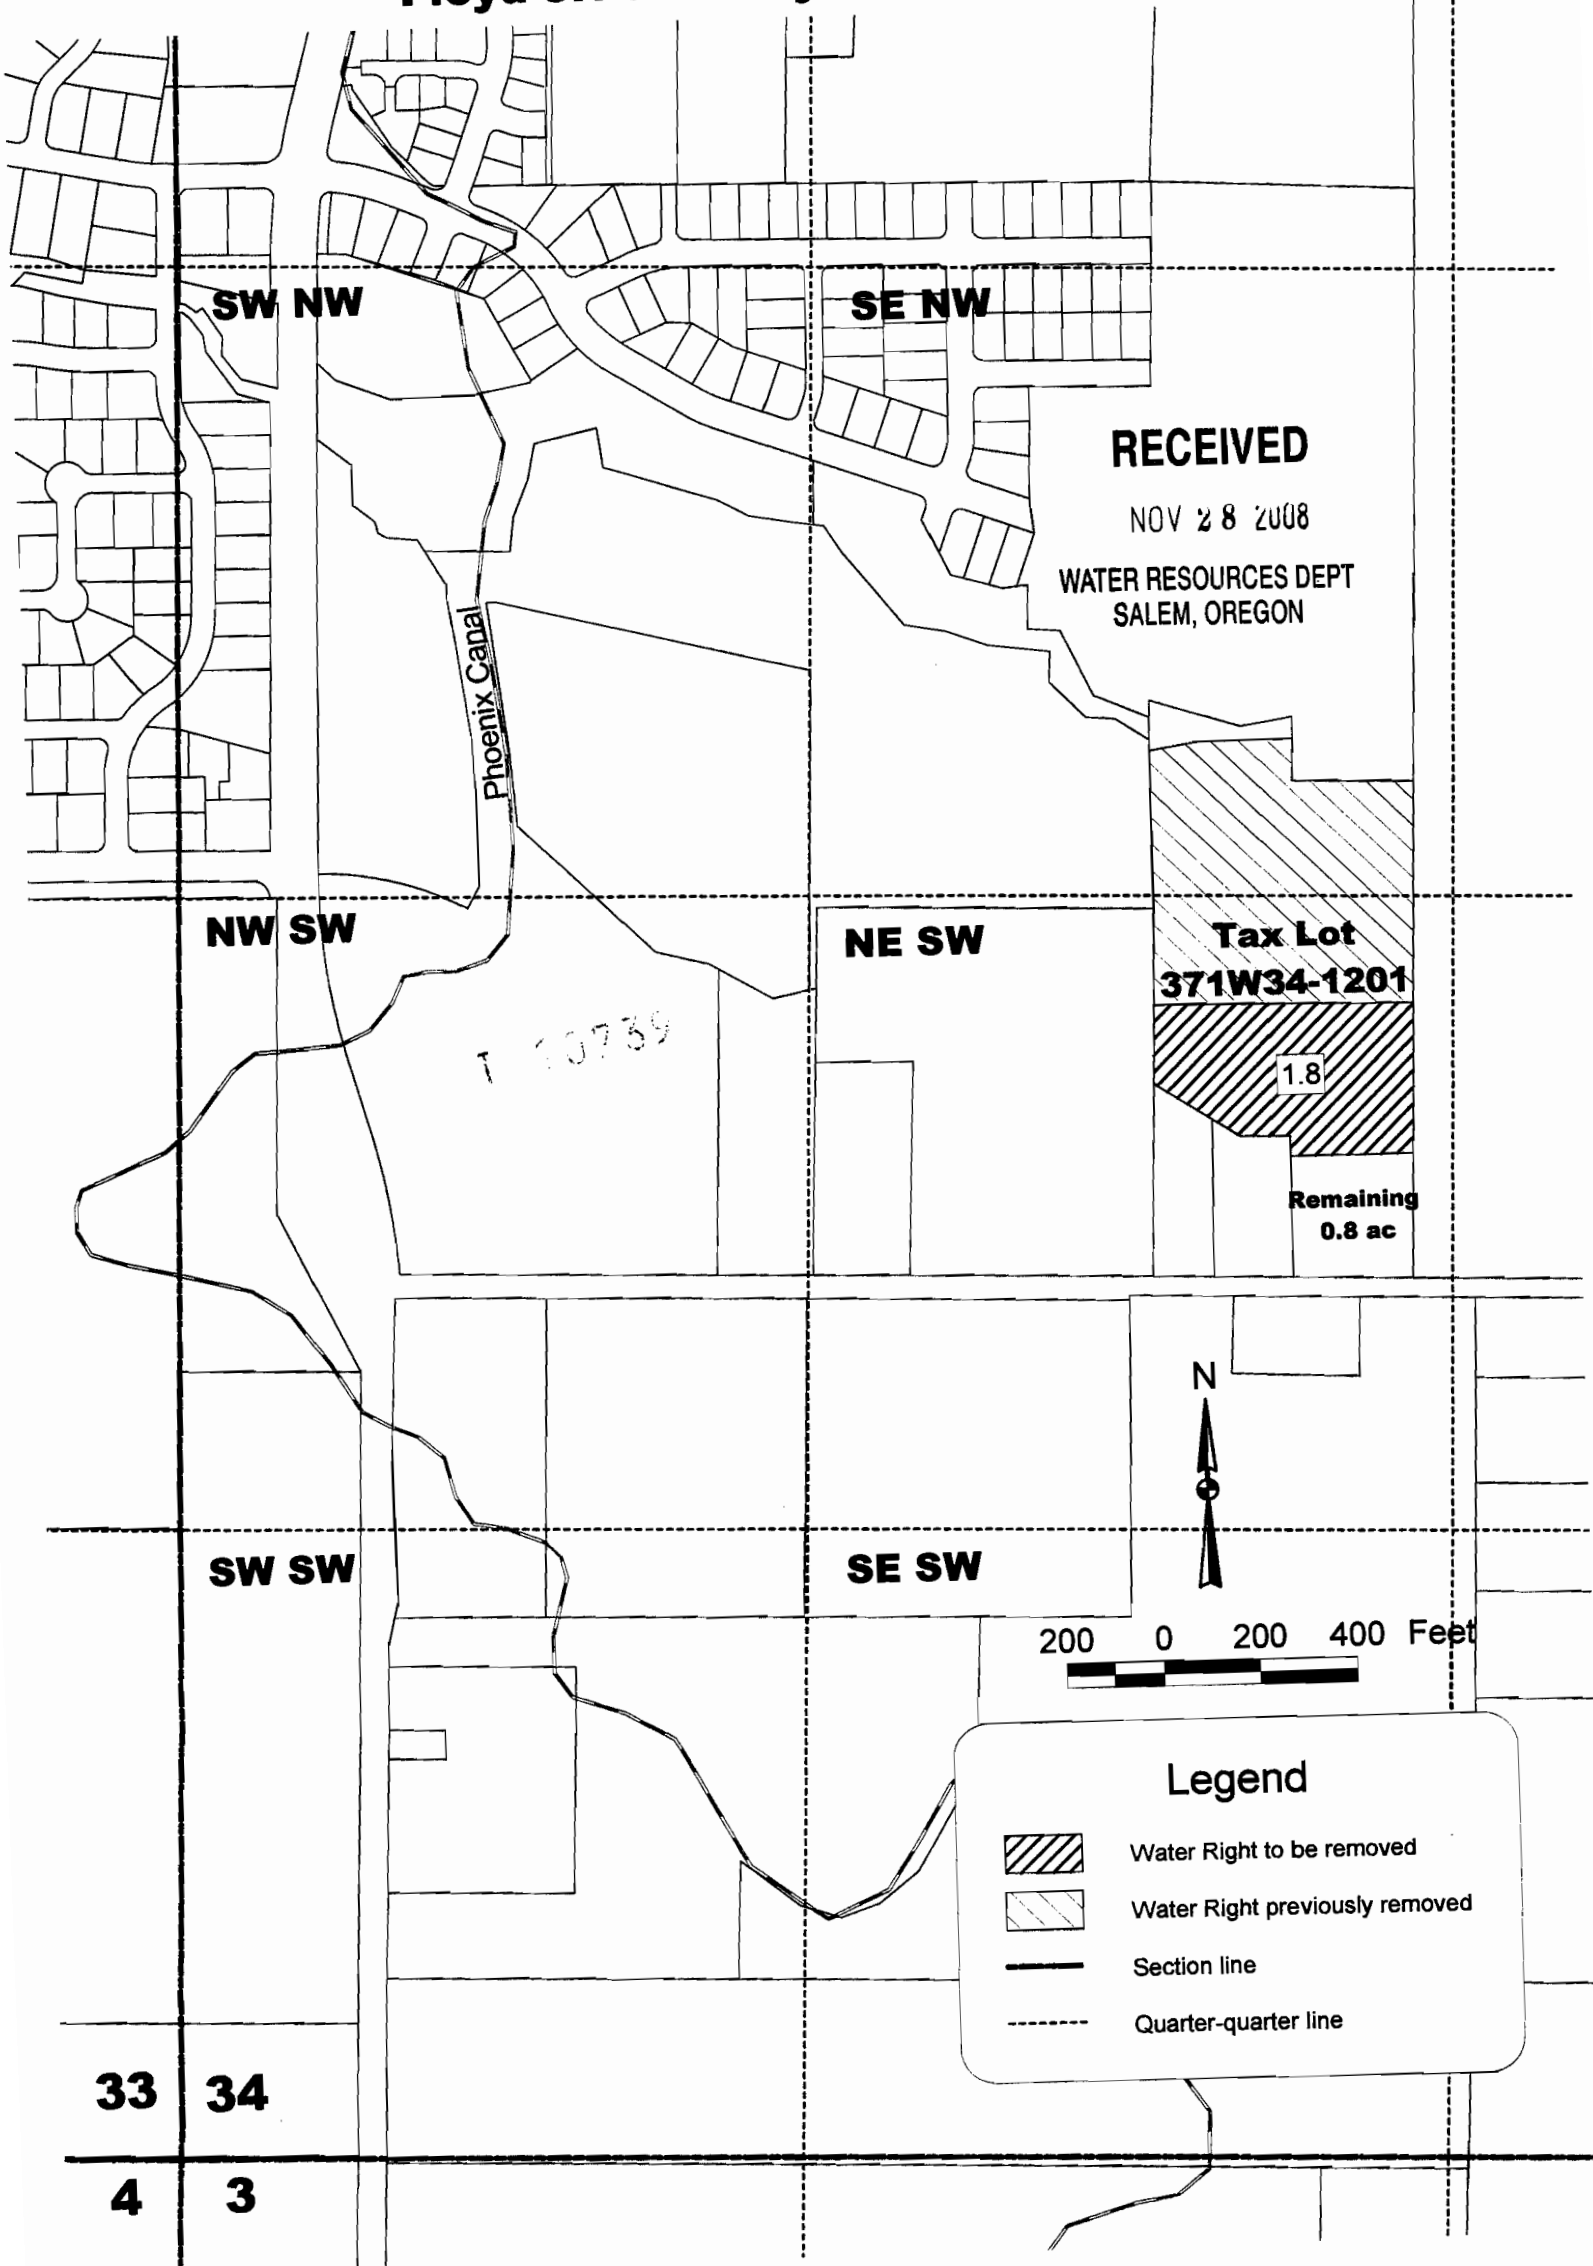 SW NW
SE NW
RECEIVED
NOV 28 2008
WATER RESOURCES DEPT
SALEM, OREGON
Phoenix Canal
NW SW
NE SW
Tax Lot
371W34-1201
T 10739
1.8
Remaining
0.8 ac
N
SW SW
SE SW
200 0 200 400 Feet
Legend
Water Right to be removed
Water Right previously removed
Section line
Quarter-quarter line
33 34
4 3